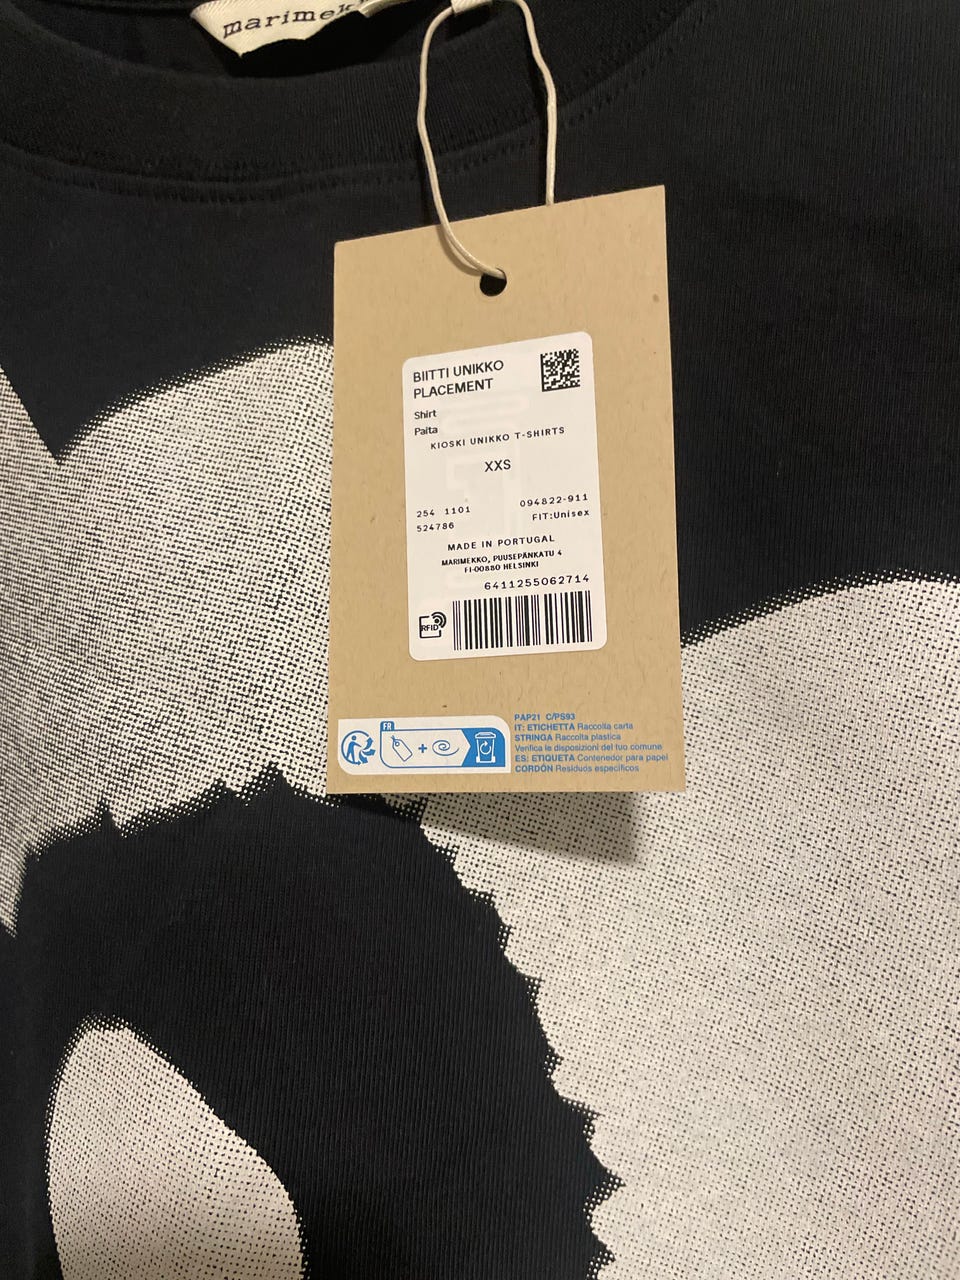 marimek
BIITTI UNIKKO
PLACEMENT
Shirt
Paita
KIOSKI UNIKKO T-SHIRTS
XXS
254 1101 094822-911
524786 FIT:Unisex
MADE IN PORTUGAL
MARIMEKKO, PUUSEPÄNKATU 4
FI-00880 HELSINKI
6411255062714
RFID
FR
PAP21 C/PS93
IT: ETICHETTA Raccolta carta
STRINGA Raccolta plastica
Verifica le disposizioni del tuo comune
ES: ETIQUETA Contenedor para papel
CORDÓN Residuos específicos